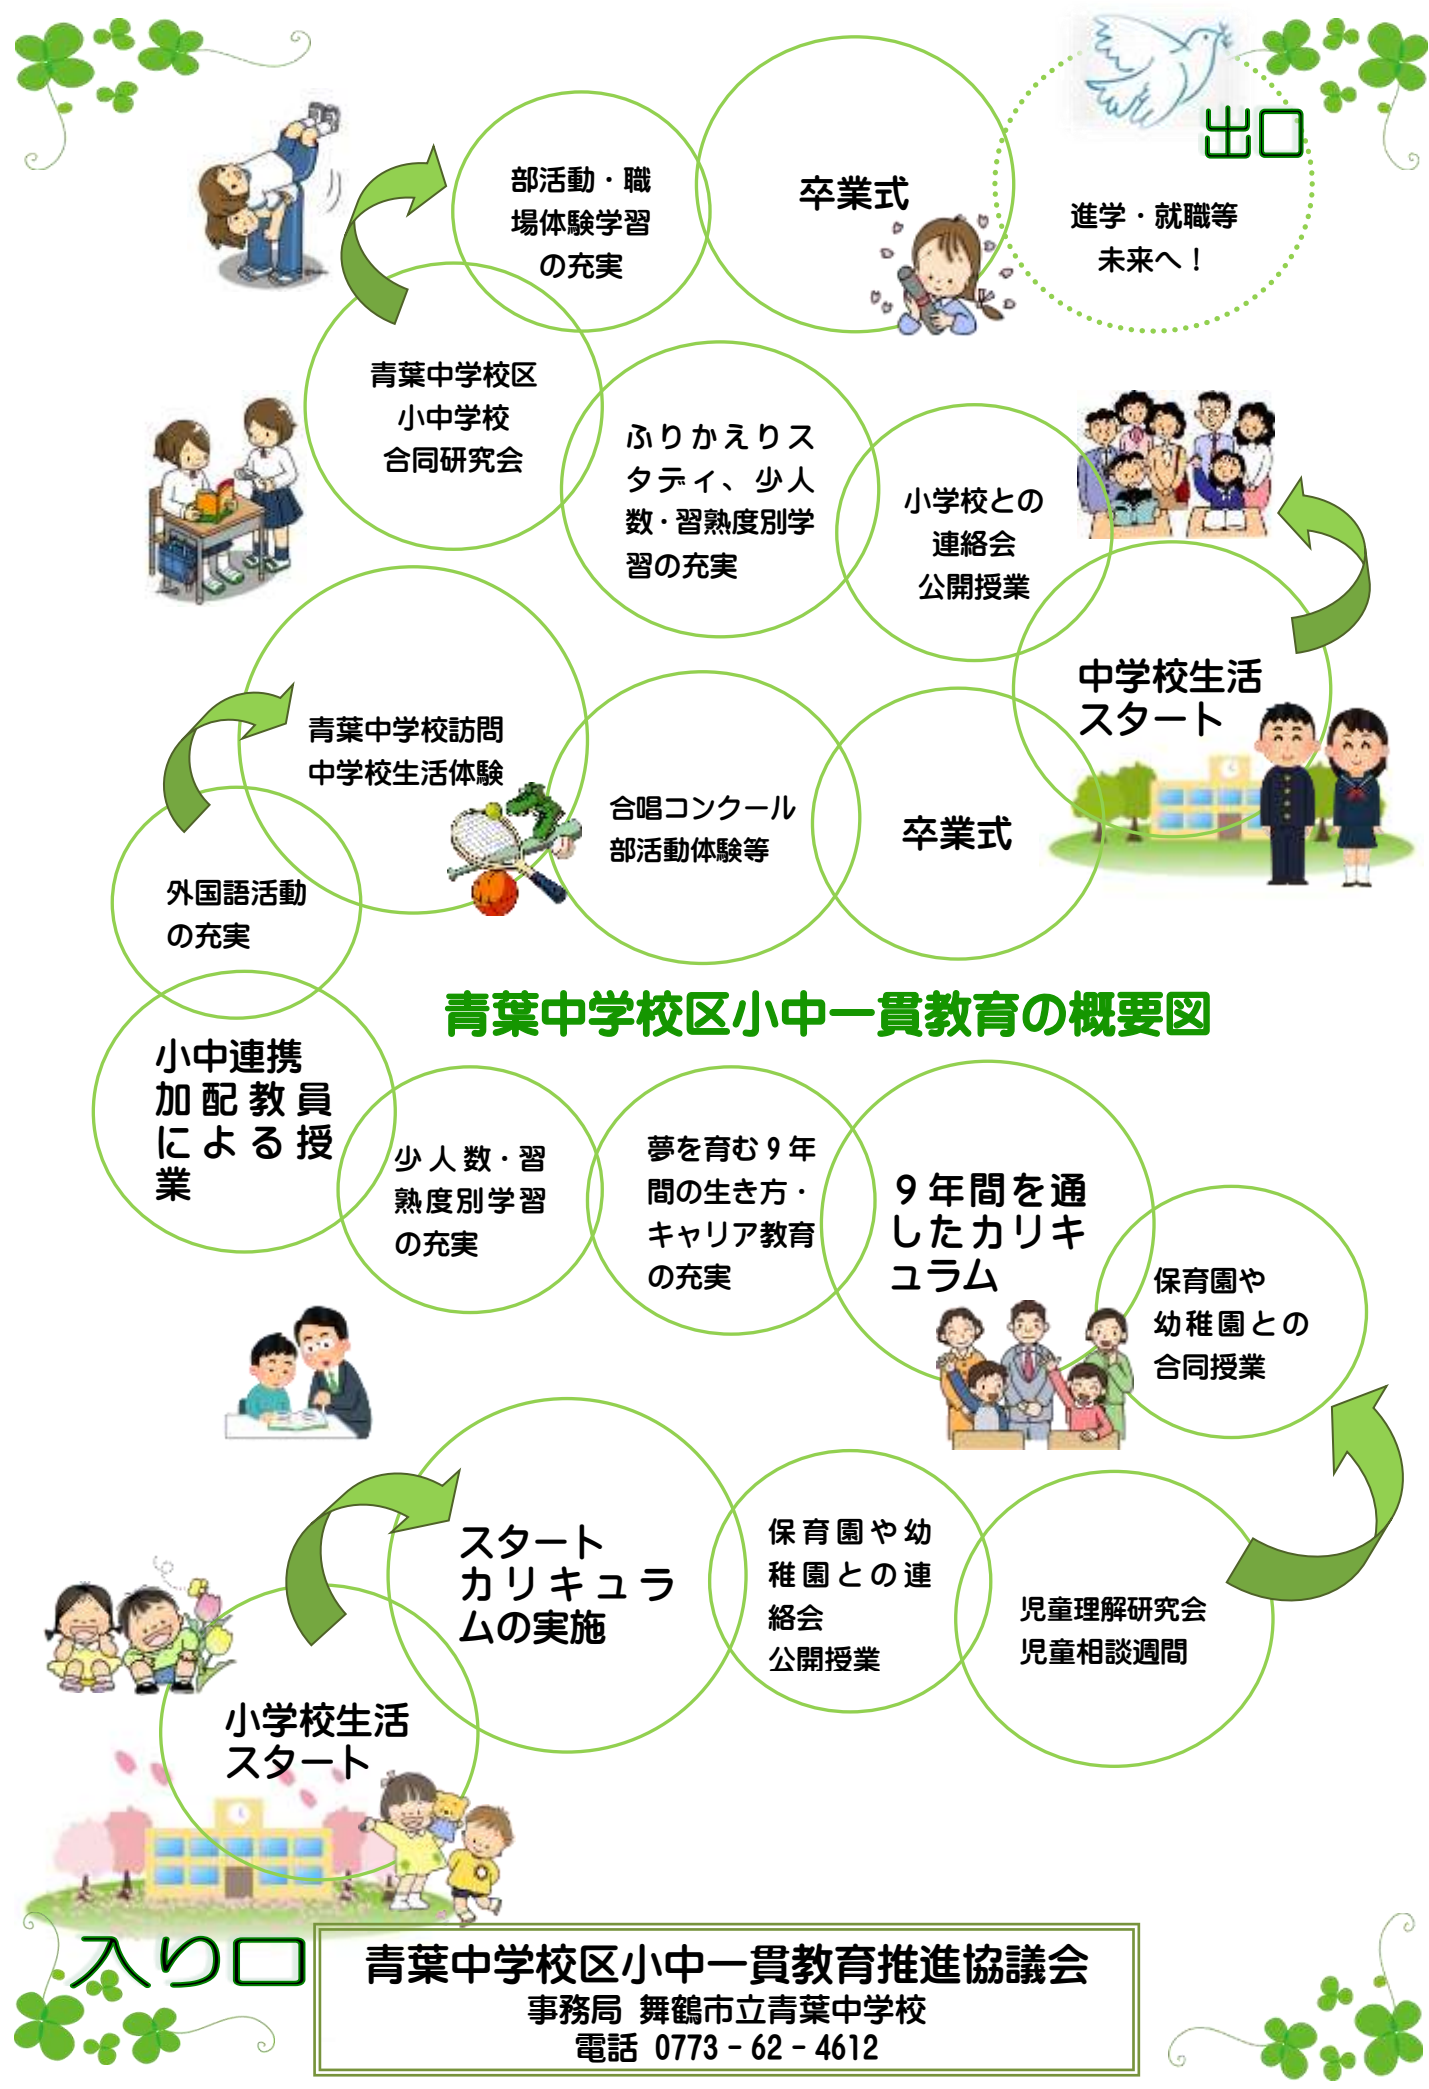 出口
部活動・職
場体験学習
の充実
卒業式
進学・就職等
未来へ！
青葉中学校区
小中学校
合同研究会
ふりかえりス
タディ、少人
数・習熟度別学
習の充実
小学校との
連絡会
公開授業
中学校生活
スタート
青葉中学校訪問
中学校生活体験
合唱コンクール
部活動体験等
卒業式
外国語活動
の充実
青葉中学校区小中一貫教育の概要図
小中連携
加配教員
による授
業
少人数・習
熟度別学習
の充実
夢を育む９年
間の生き方・
キャリア教育
の充実
９年間を通
したカリキ
ュラム
保育園や
幼稚園との
合同授業
スタート
カリキュラ
ムの実施
保育園や幼
稚園との連
絡会
公開授業
児童理解研究会
児童相談週間
小学校生活
スタート
入り口
青葉中学校区小中一貫教育推進協議会
事務局 舞鶴市立青葉中学校
電話 0773－62－4612